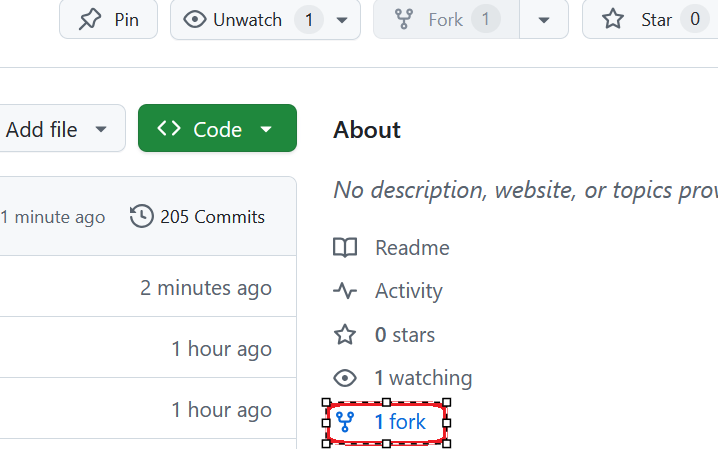 Pin
Unwatch 1
Fork 1
Star 0
Add file
Code
About
No description, website, or topics prov
1 minute ago
205 Commits
Readme
2 minutes ago
Activity
0 stars
1 hour ago
1 watching
1 hour ago
1 fork